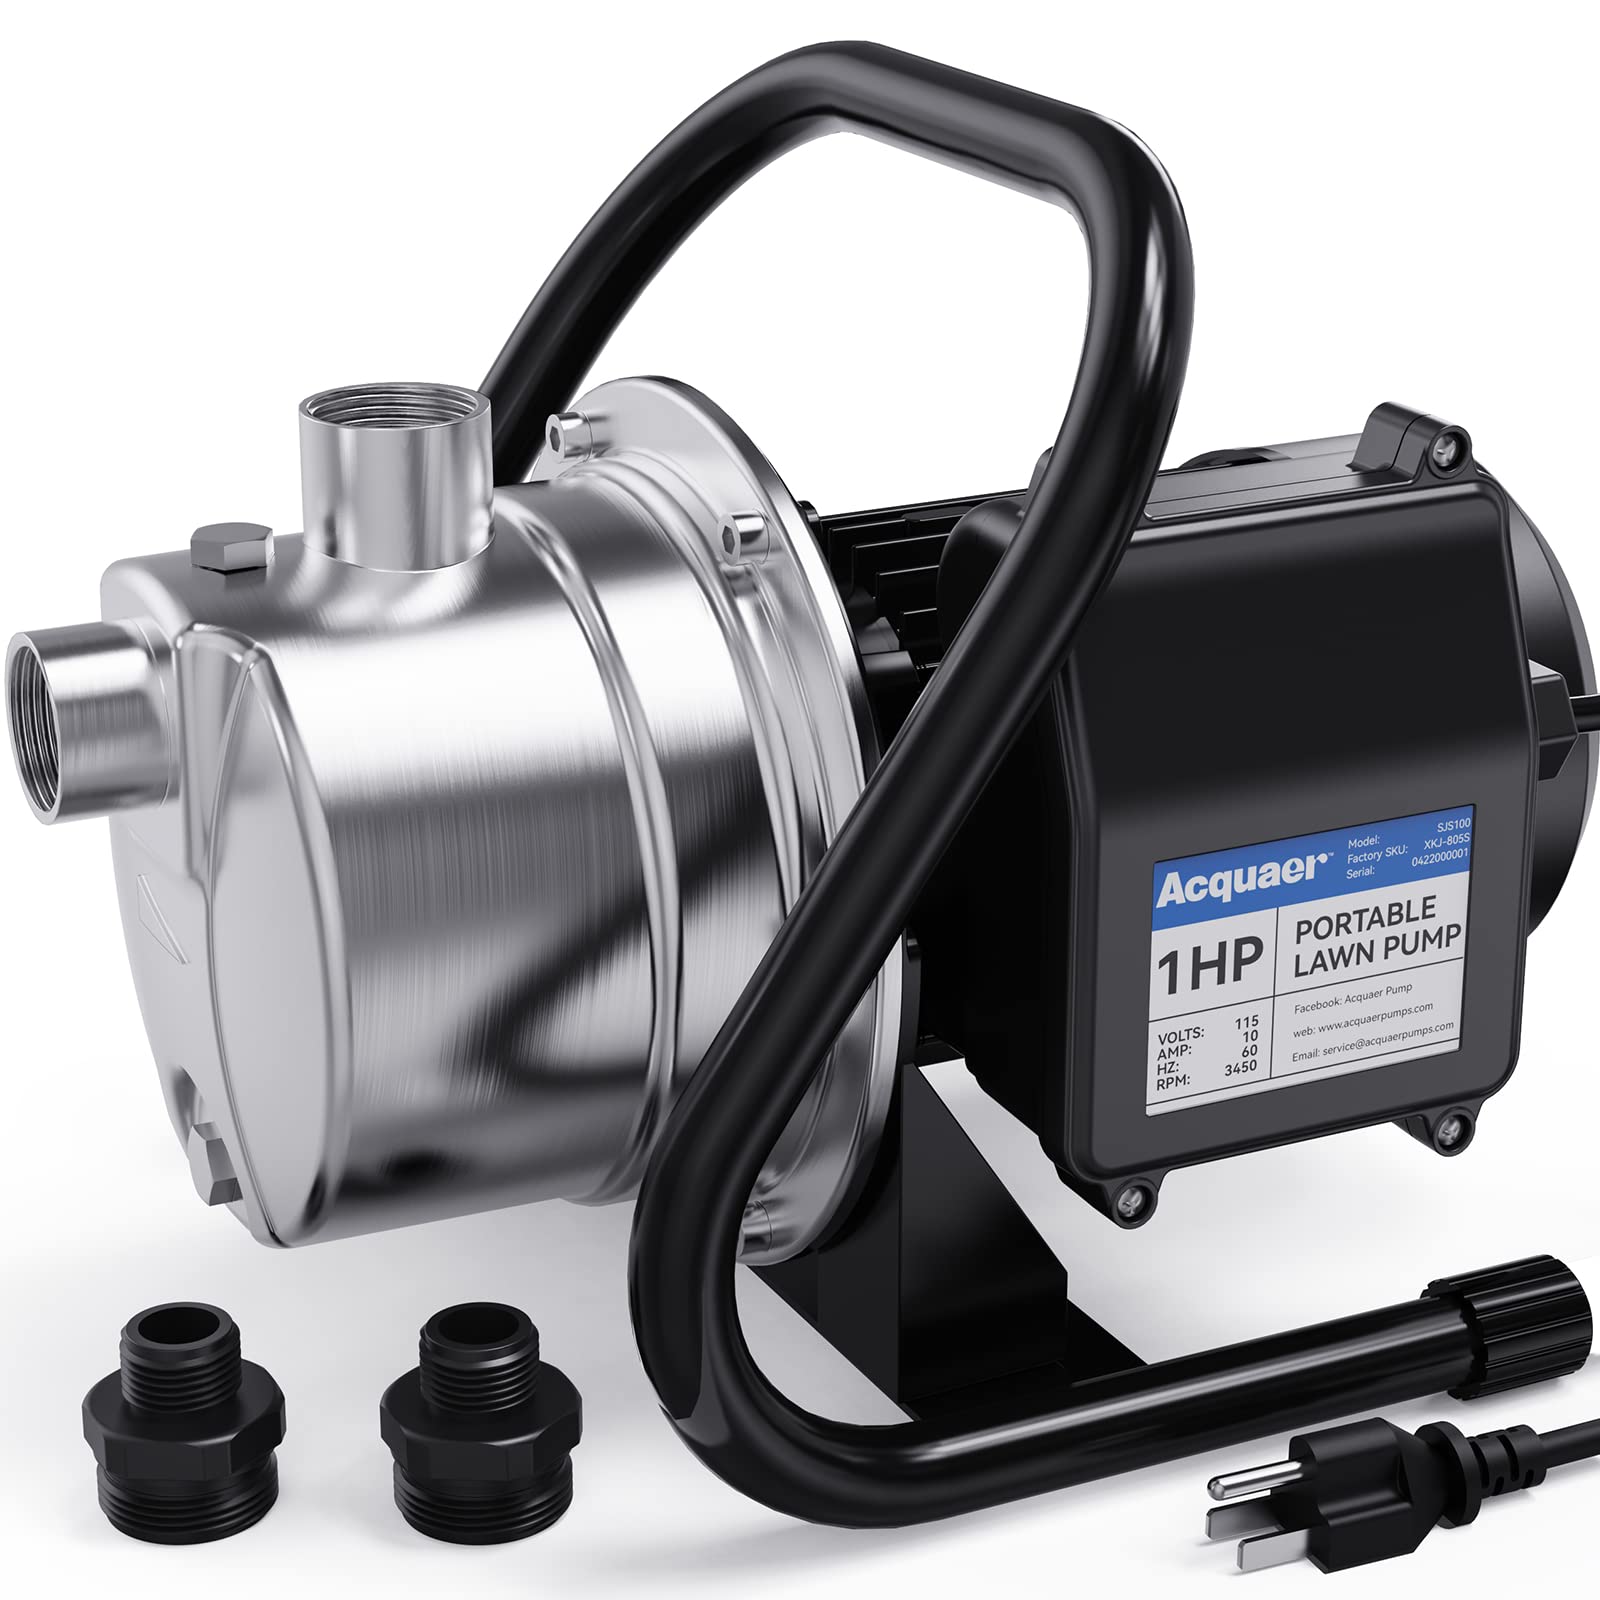 Acquaer™
Model: SJS100
Factory SKU: XKJ-805S
Serial: 0422000001
1HP
PORTABLE
LAWN PUMP
VOLTS: 115
AMP: 10
HZ: 60
RPM: 3450
Facebook: Acquaer Pump
web: www.acquaerpumps.com
Email: service@acquaerpumps.com